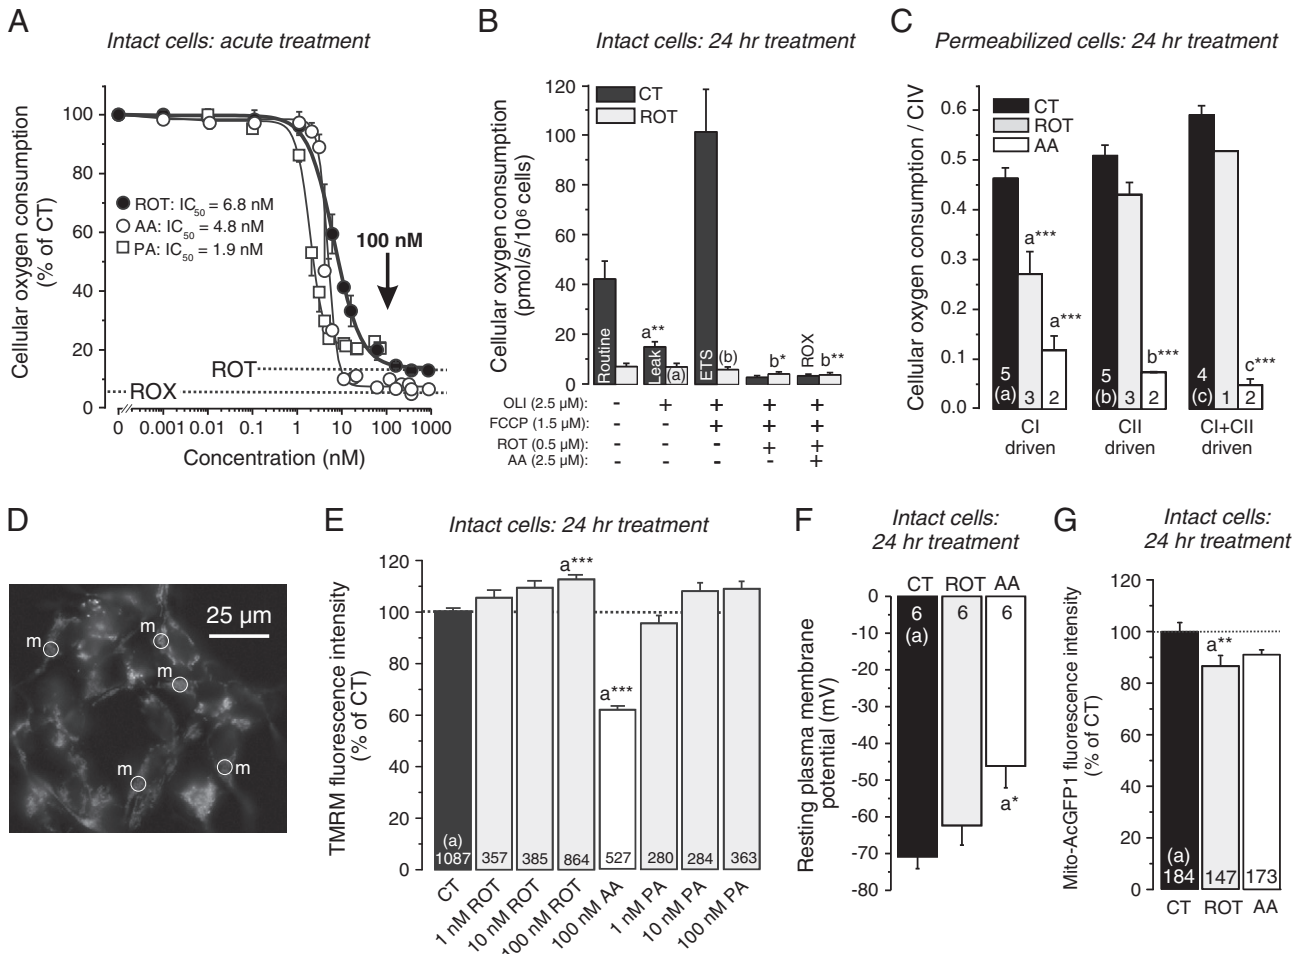 A
Intact cells: acute treatment
Cellular oxygen consumption
(% of CT)
100
80
60
40
20
0
ROT: IC50 = 6.8 nM
AA: IC50 = 4.8 nM
PA: IC50 = 1.9 nM
100 nM
ROT
ROX
0 0.001 0.01 0.1 1 10 100 1000
Concentration (nM)
B
Intact cells: 24 hr treatment
Cellular oxygen consumption
(pmol/s/10⁶ cells)
120
100
80
60
40
20
0
CT
ROT
Routine
a**
Leak
(a)
ETS
(b)
b*
ROX
b**
OLI (2.5 µM): - + + + +
FCCP (1.5 µM): - - + + +
ROT (0.5 µM): - - - + +
AA (2.5 µM): - - - - +
C
Permeabilized cells: 24 hr treatment
Cellular oxygen consumption / CIV
0.6
0.5
0.4
0.3
0.2
0.1
0.0
CT
ROT
AA
a***
a***
b***
c***
5
(a)
3
2
5
(b)
3
2
4
(c)
1
2
CI
driven
CII
driven
CI+CII
driven
D
25 µm
m
m
m
m
m
E
Intact cells: 24 hr treatment
TMRM fluorescence intensity
(% of CT)
120
100
80
60
40
20
0
a***
a***
(a)
1087
357
385
864
527
280
284
363
CT
1 nM ROT
10 nM ROT
100 nM ROT
100 nM AA
1 nM PA
10 nM PA
100 nM PA
F
Intact cells:
24 hr treatment
CT ROT AA
Resting plasma membrane
potential (mV)
0
-10
-20
-30
-40
-50
-60
-70
-80
6
(a)
6
6
a*
G
Intact cells:
24 hr treatment
Mito-AcGFP1 fluorescence intensity
(% of CT)
120
100
80
60
40
20
0
a**
(a)
184
147
173
CT ROT AA